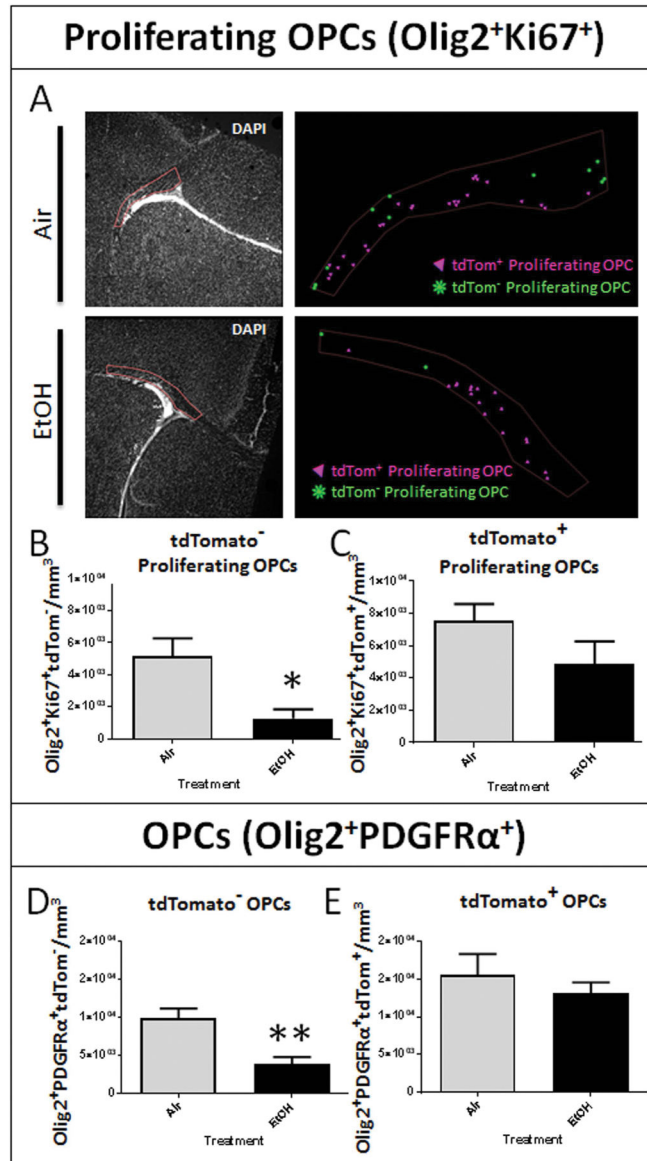 Proliferating OPCs (Olig2⁺Ki67⁺)
A
Air
DAPI
tdTom⁺ Proliferating OPC
tdTom⁻ Proliferating OPC
EtOH
DAPI
tdTom⁺ Proliferating OPC
tdTom⁻ Proliferating OPC
B
tdTomato⁻
Proliferating OPCs
Olig2⁺Ki67⁺tdTom⁻/mm³
1×10⁰⁴
8×10⁰³
6×10⁰³
4×10⁰³
2×10⁰³
0
*
Air
EtOH
Treatment
C
tdTomato⁺
Proliferating OPCs
Olig2⁺Ki67⁺tdTom⁺/mm³
1×10⁰⁴
8×10⁰³
6×10⁰³
4×10⁰³
2×10⁰³
0
Air
EtOH
Treatment
OPCs (Olig2⁺PDGFRα⁺)
D
tdTomato⁻ OPCs
Olig2⁺PDGFRα⁺tdTom⁻/mm³
2×10⁰⁴
2×10⁰⁴
1×10⁰⁴
5×10⁰³
0
**
Air
EtOH
Treatment
E
tdTomato⁺ OPCs
Olig2⁺PDGFRα⁺tdTom⁺/mm³
2×10⁰⁴
2×10⁰⁴
1×10⁰⁴
5×10⁰³
0
Air
EtOH
Treatment